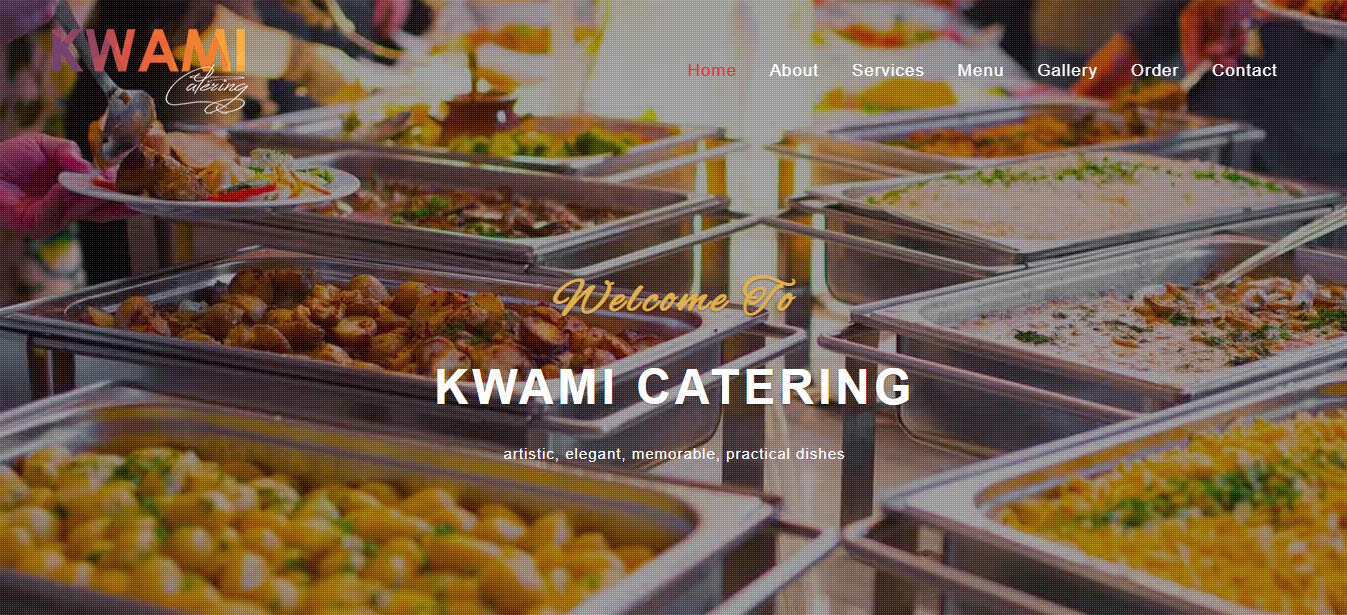 KWAMI
Catering
Home About Services Menu Gallery Order Contact
Welcome To
KWAMI CATERING
artistic, elegant, memorable, practical dishes